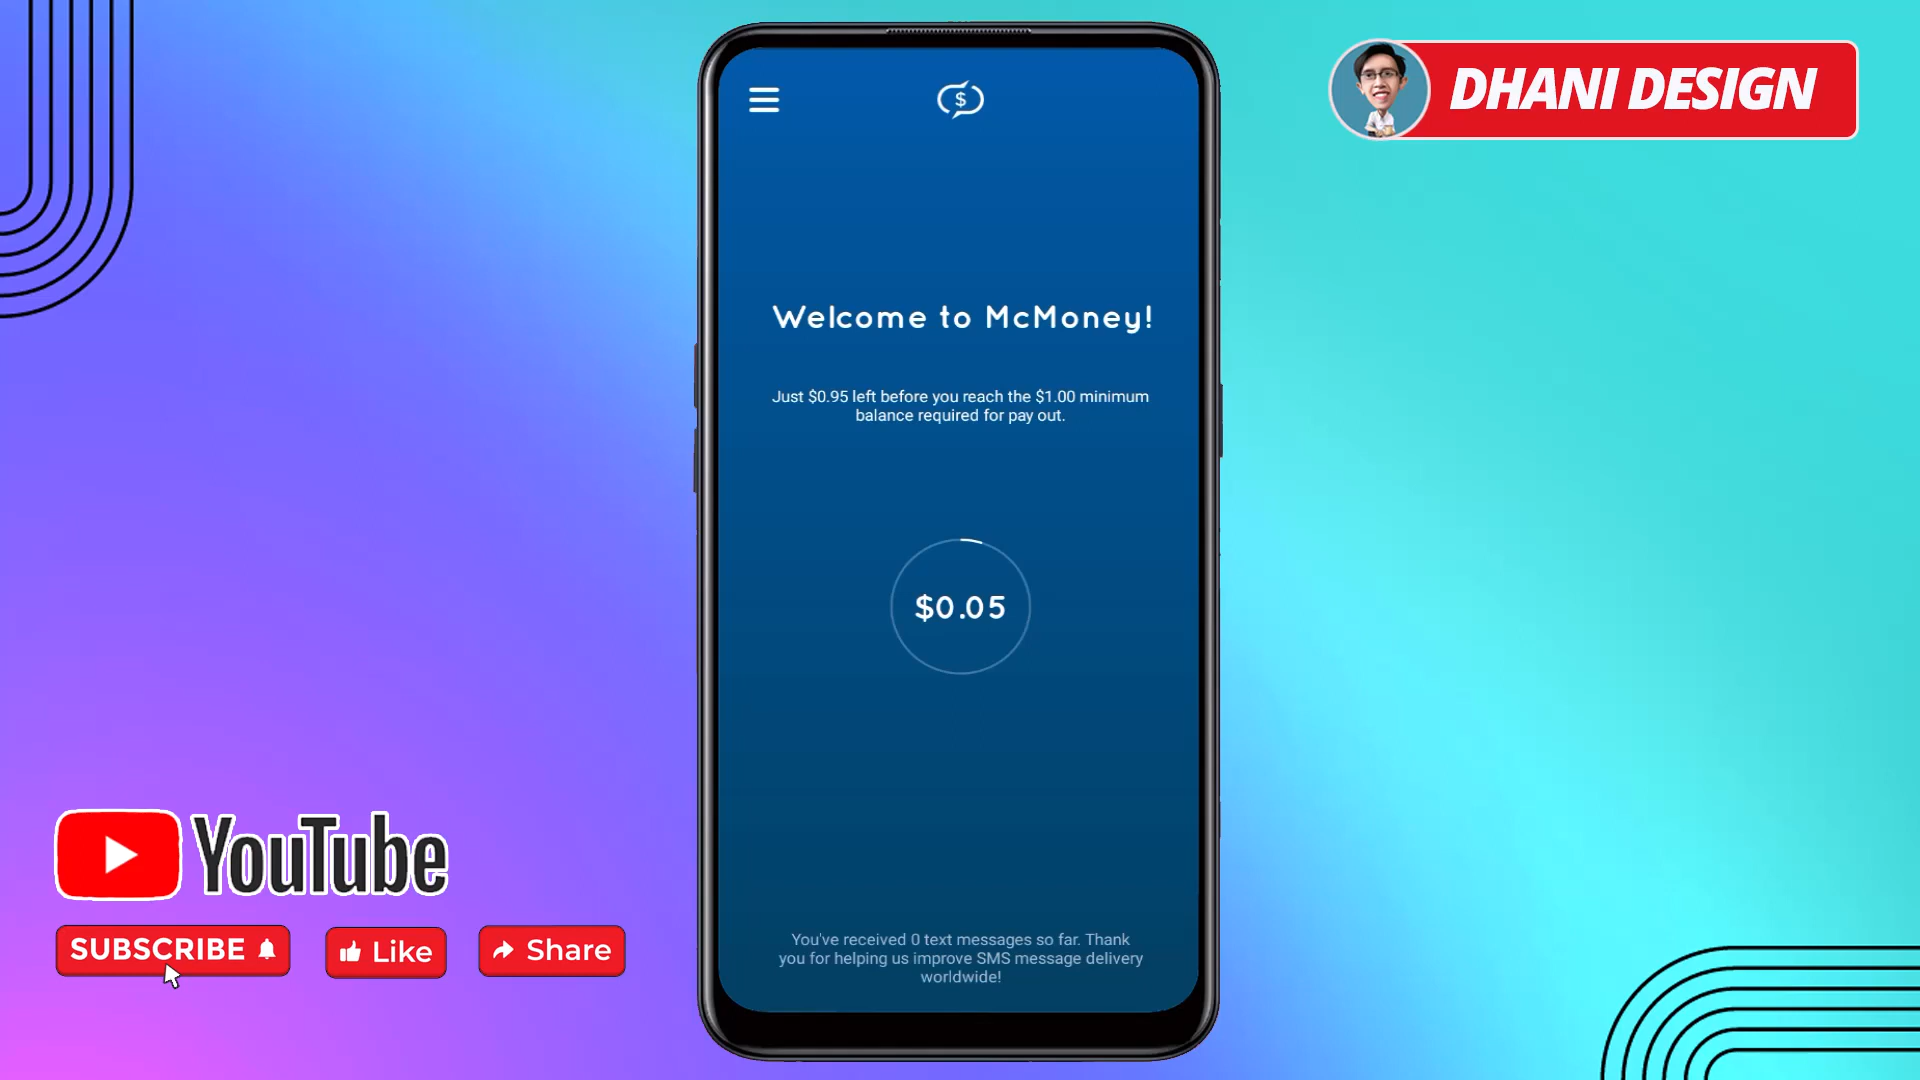 DHANI DESIGN
$
Welcome to McMoney!
Just $0.95 left before you reach the $1.00 minimum
balance required for pay out.
$0.05
You've received 0 text messages so far. Thank
you for helping us improve SMS message delivery
worldwide!
YouTube
SUBSCRIBE
Like
Share